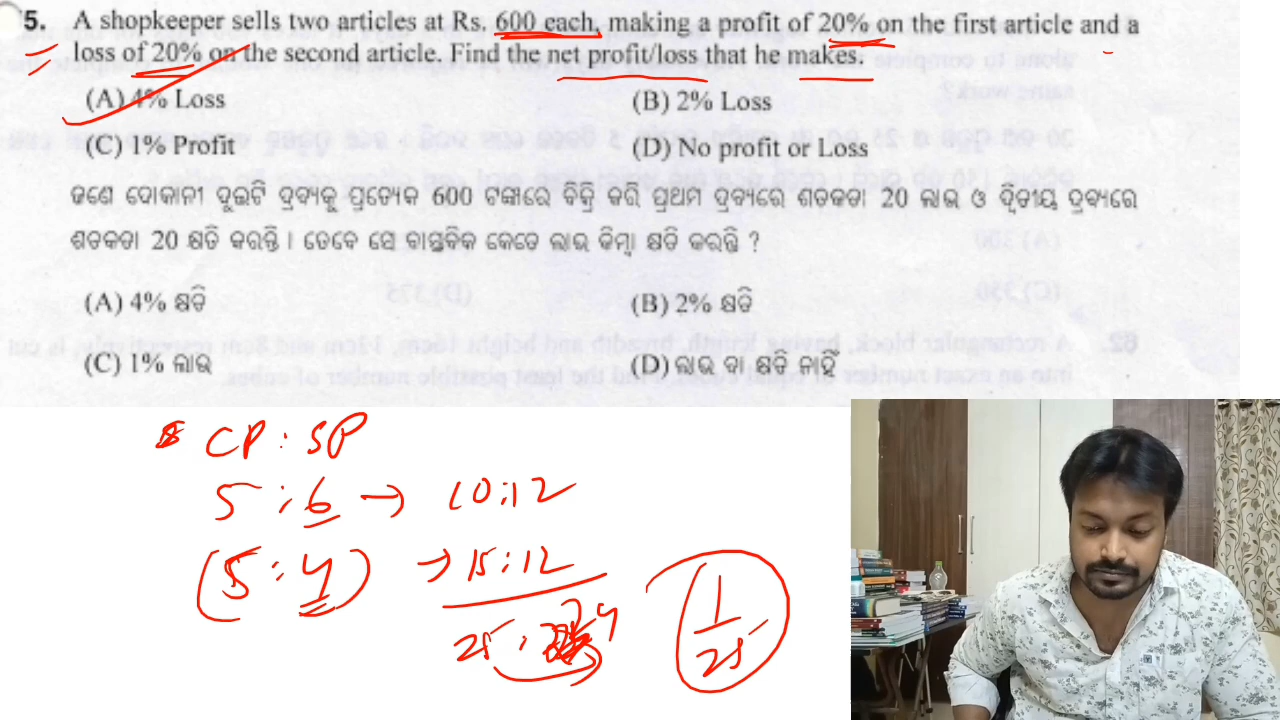 5. A shopkeeper sells two articles at Rs. 600 each, making a profit of 20% on the first article and a
loss of 20% on the second article. Find the net profit/loss that he makes.
(A) 4% Loss (B) 2% Loss
(C) 1% Profit (D) No profit or Loss
ଜଣେ ଦୋକାନୀ ଦୁଇଟି ଦ୍ରବ୍ୟକୁ ପ୍ରତ୍ୟେକ 600 ଟଙ୍କାରେ ବିକ୍ରି କରି ପ୍ରଥମ ଦ୍ରବ୍ୟରେ ଶତକଡା 20 ଲାଭ ଓ ଦ୍ୱିତୀୟ ଦ୍ରବ୍ୟରେ
ଶତକଡା 20 କ୍ଷତି କରନ୍ତି । ତେବେ ସେ ବାସ୍ତବିକ କେତେ ଲାଭ କିମ୍ବା କ୍ଷତି କରନ୍ତି ?
(A) 4% କ୍ଷତି (B) 2% କ୍ଷତି
(C) 1% ଲାଭ (D) ଲାଭ ବା କ୍ଷତି ନାହିଁ
CP : SP
5 : 6 → 10:12
(5:4) → 15:12
25 : 24
1/25